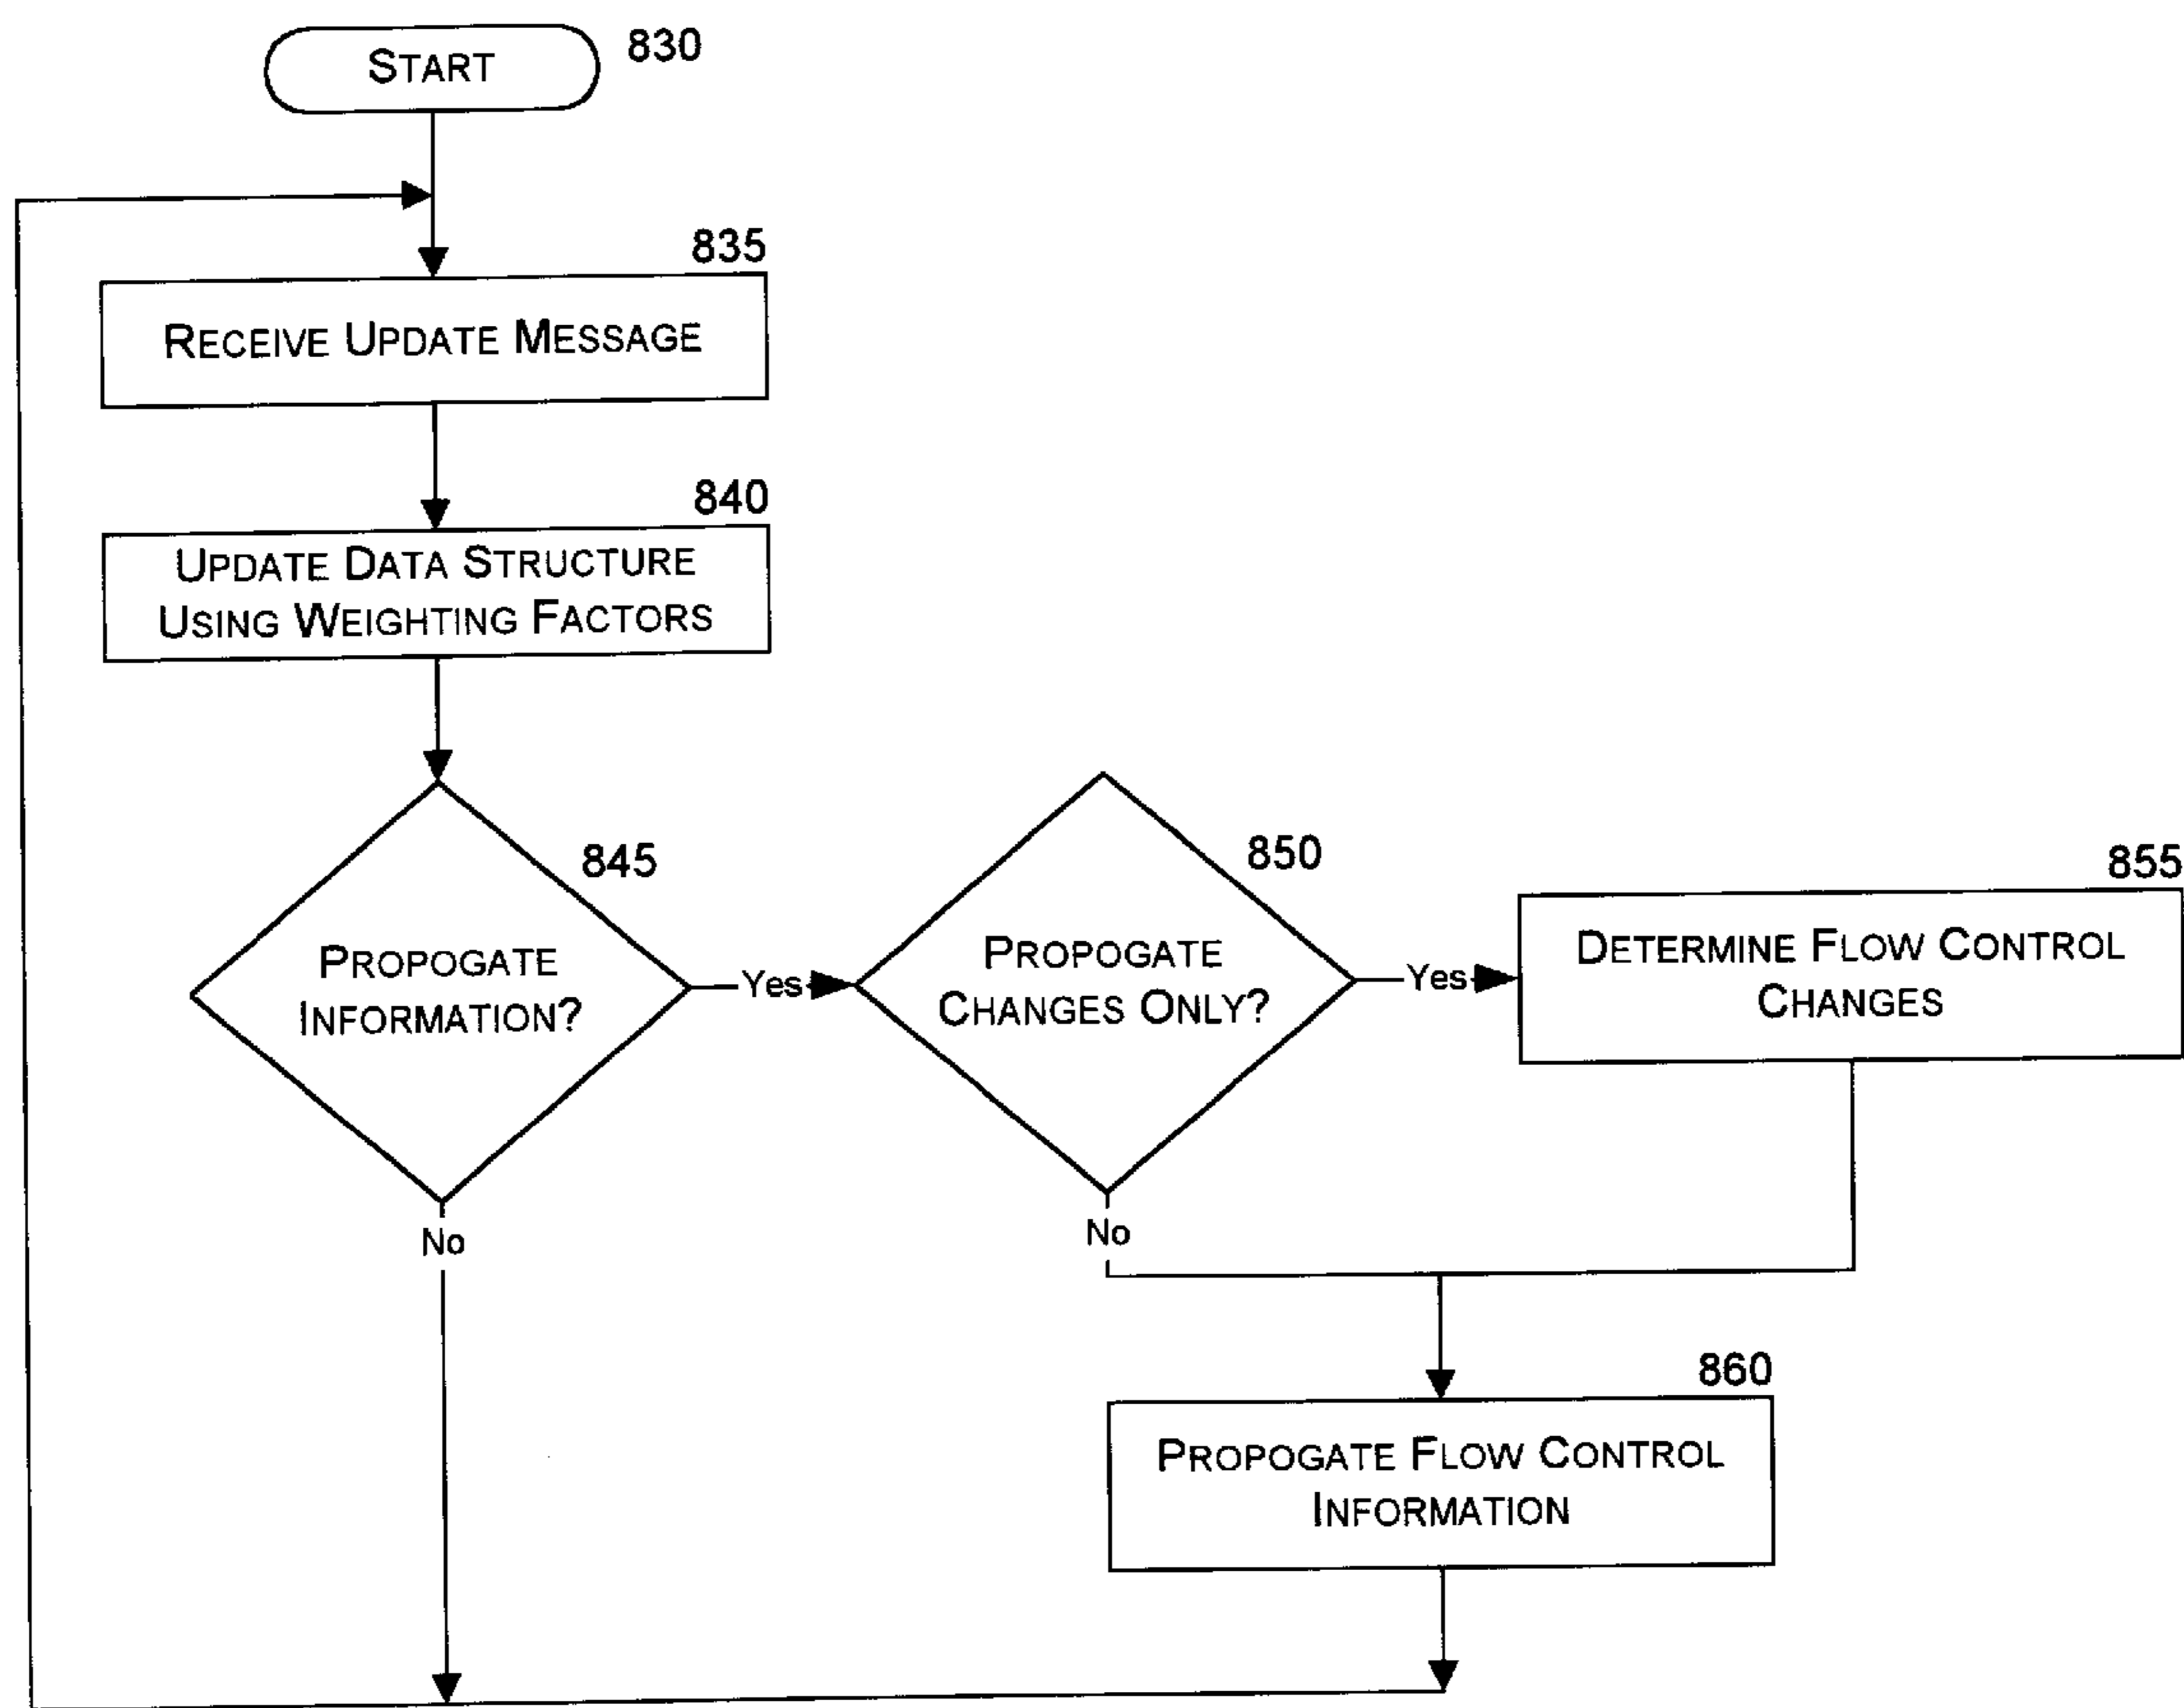 START
830
835
RECEIVE UPDATE MESSAGE
840
UPDATE DATA STRUCTURE
USING WEIGHTING FACTORS
845
PROPOGATE
INFORMATION?
Yes
No
850
PROPOGATE
CHANGES ONLY?
Yes
No
855
DETERMINE FLOW CONTROL
CHANGES
860
PROPOGATE FLOW CONTROL
INFORMATION